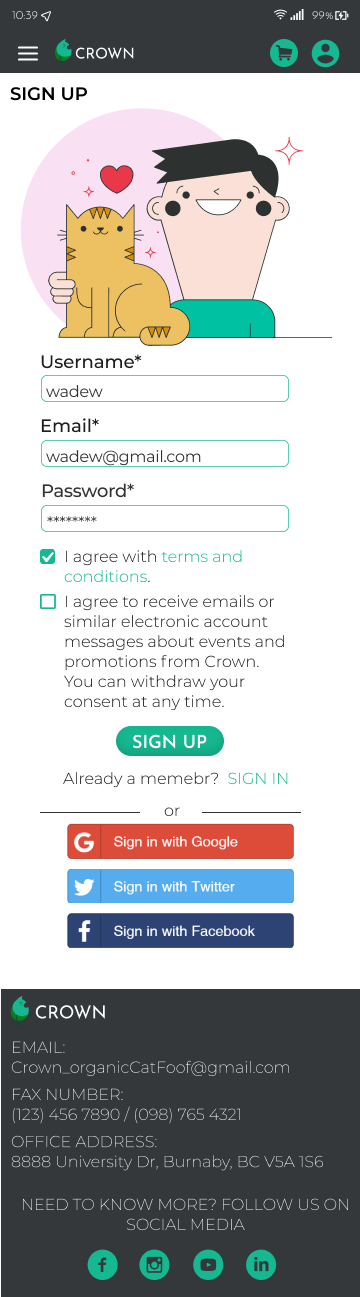 10:39
99%
CROWN
SIGN UP
Username*
wadew
Email*
wadew@gmail.com
Password*
********
I agree with terms and
conditions.
I agree to receive emails or
similar electronic account
messages about events and
promotions from Crown.
You can withdraw your
consent at any time.
SIGN UP
Already a memebr? SIGN IN
or
G Sign in with Google
Sign in with Twitter
f Sign in with Facebook
CROWN
EMAIL:
Crown_organicCatFoof@gmail.com
FAX NUMBER:
(123) 456 7890 / (098) 765 4321
OFFICE ADDRESS:
8888 University Dr, Burnaby, BC V5A 1S6
NEED TO KNOW MORE? FOLLOW US ON
SOCIAL MEDIA
f
in